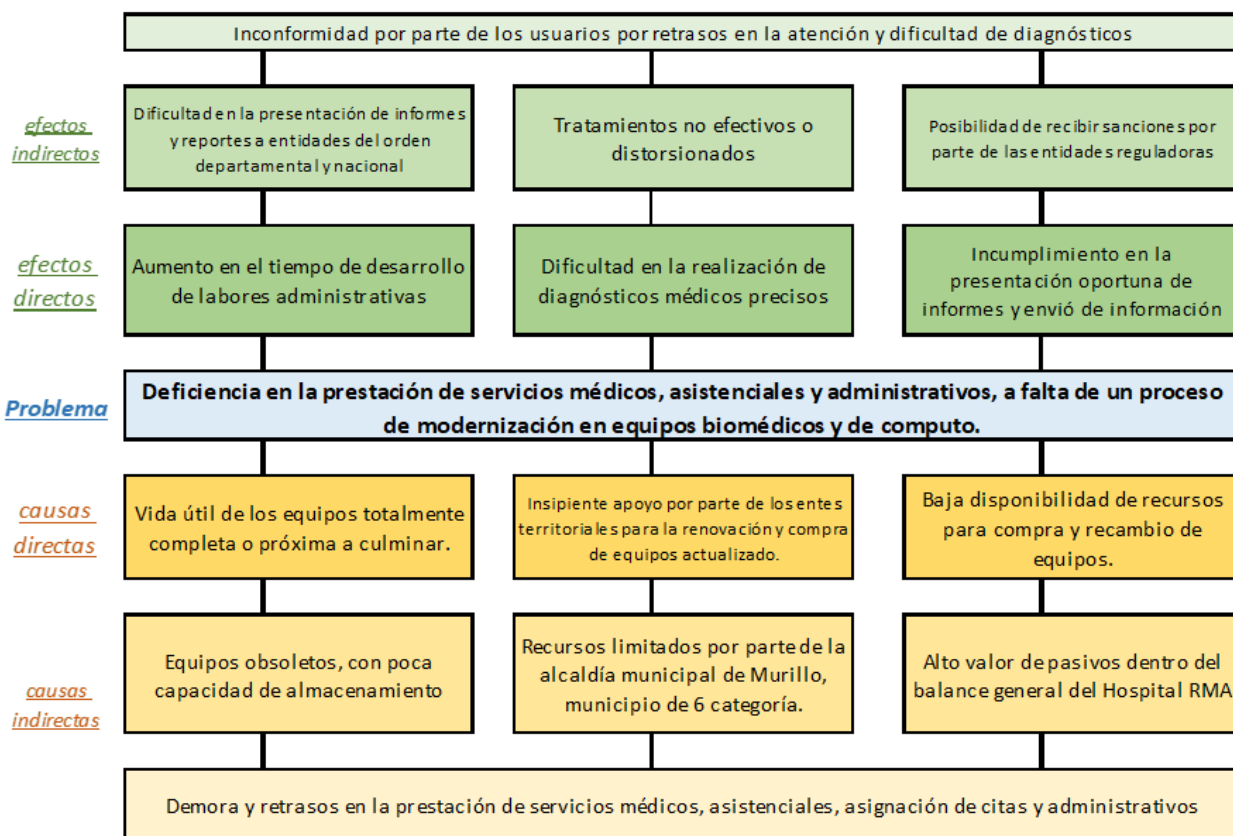 Inconformidad por parte de los usuarios por retrasos en la atención y dificultad de diagnósticos
efectos
indirectos
Dificultad en la presentación de informes
y reportes a entidades del orden
departamental y nacional
Tratamientos no efectivos o
distorsionados
Posibilidad de recibir sanciones por
parte de las entidades reguladoras
efectos
directos
Aumento en el tiempo de desarrollo
de labores administrativas
Dificultad en la realización de
diagnósticos médicos precisos
Incumplimiento en la
presentación oportuna de
informes y envió de información
Problema
Deficiencia en la prestación de servicios médicos, asistenciales y administrativos, a falta de un proceso
de modernización en equipos biomédicos y de computo.
causas
directas
Vida útil de los equipos totalmente
completa o próxima a culminar.
Insipiente apoyo por parte de los entes
territoriales para la renovación y compra
de equipos actualizado.
Baja disponibilidad de recursos
para compra y recambio de
equipos.
causas
indirectas
Equipos obsoletos, con poca
capacidad de almacenamiento
Recursos limitados por parte de la
alcaldía municipal de Murillo,
municipio de 6 categoría.
Alto valor de pasivos dentro del
balance general del Hospital RMA
Demora y retrasos en la prestación de servicios médicos, asistenciales, asignación de citas y administrativos